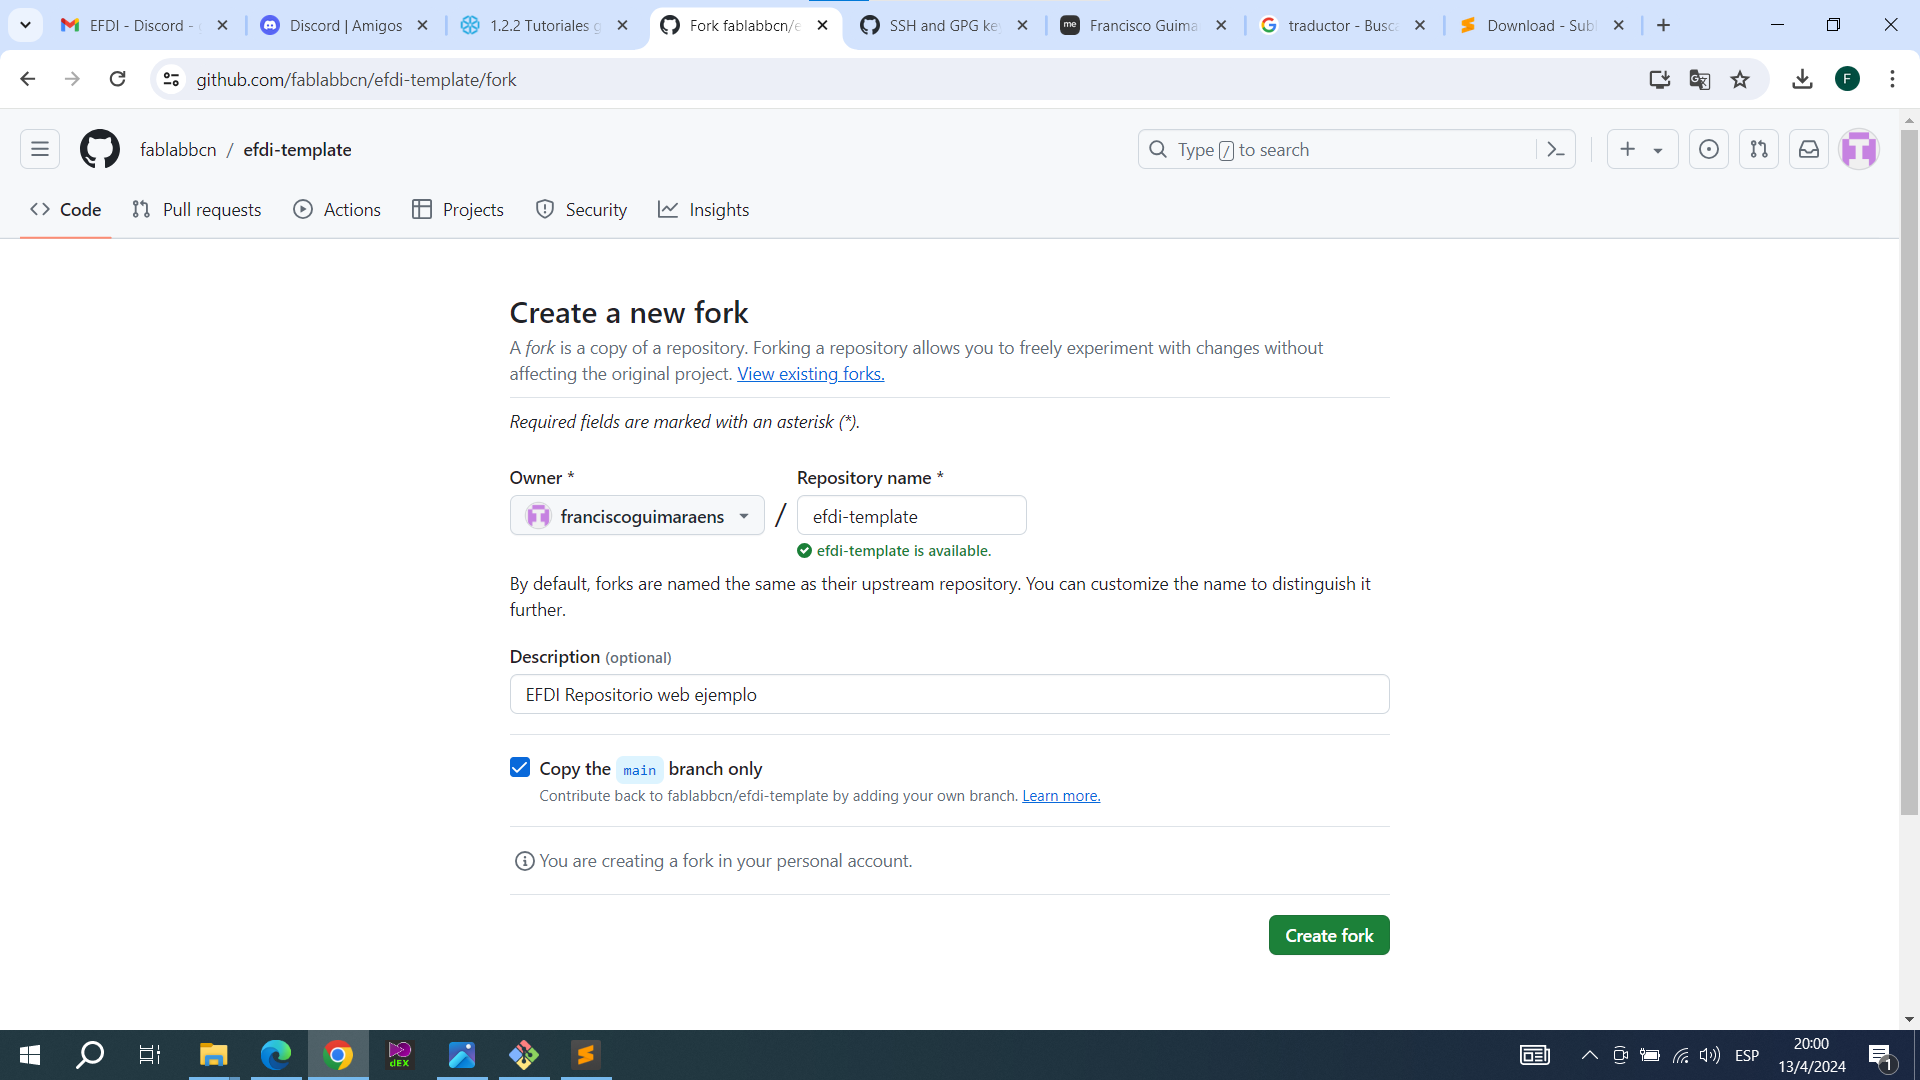 EFDI - Discord -
Discord | Amigos
1.2.2 Tutoriales g
Fork fablabbcn/e
SSH and GPG key
me
Francisco Guima
traductor - Busca
Download - Subl
github.com/fablabbcn/efdi-template/fork
F
fablabbcn / efdi-template
Type / to search
Code
Pull requests
Actions
Projects
Security
Insights
Create a new fork
A fork is a copy of a repository. Forking a repository allows you to freely experiment with changes without
affecting the original project. View existing forks.
Required fields are marked with an asterisk (*).
Owner *
Repository name *
franciscoguimaraens
/
efdi-template
efdi-template is available.
By default, forks are named the same as their upstream repository. You can customize the name to distinguish it
further.
Description (optional)
EFDI Repositorio web ejemplo
Copy the main branch only
Contribute back to fablabbcn/efdi-template by adding your own branch. Learn more.
You are creating a fork in your personal account.
Create fork
dEX
ESP
20:00
13/4/2024
1